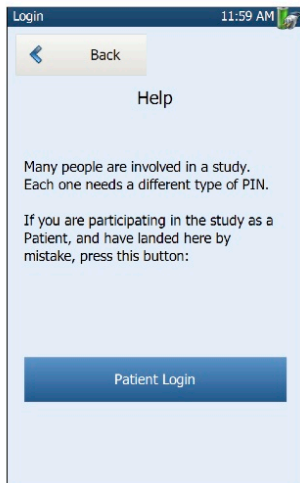 Login 11:59 AM
Back
Help
Many people are involved in a study.
Each one needs a different type of PIN.
If you are participating in the study as a
Patient, and have landed here by
mistake, press this button:
Patient Login